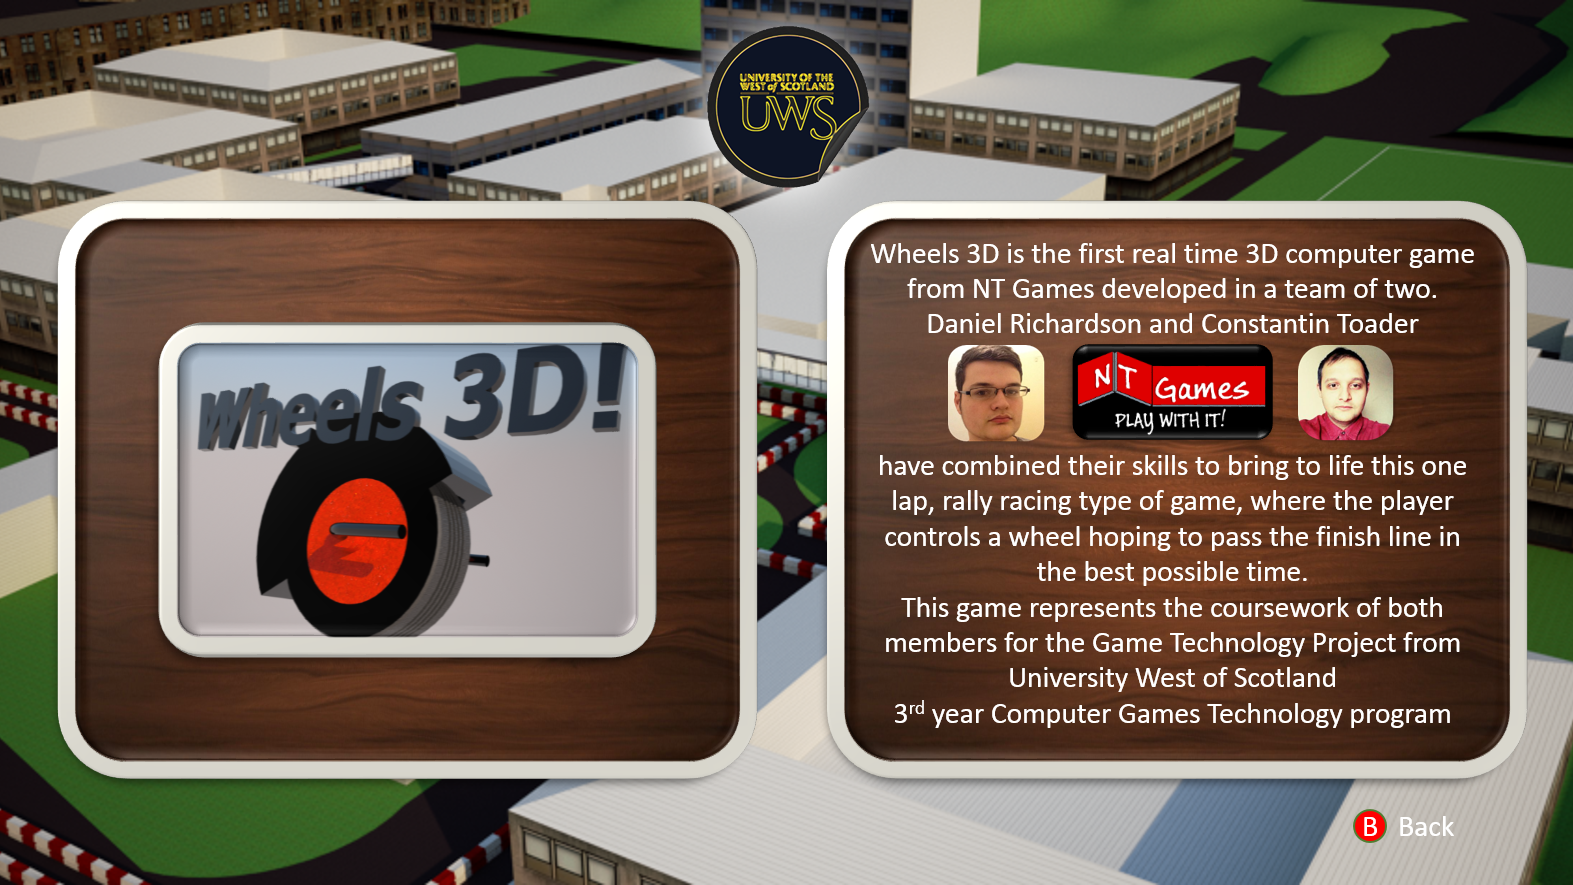 UNIVERSITY OF THE
WEST of SCOTLAND
UWS
Wheels 3D!
Wheels 3D is the first real time 3D computer game
from NT Games developed in a team of two.
Daniel Richardson and Constantin Toader
NT Games
PLAY WITH IT!
have combined their skills to bring to life this one
lap, rally racing type of game, where the player
controls a wheel hoping to pass the finish line in
the best possible time.
This game represents the coursework of both
members for the Game Technology Project from
University West of Scotland
3rd year Computer Games Technology program
B Back